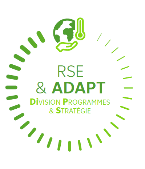 RSE
& ADAPT
DIVISION PROGRAMMES
& STRATÉGIE